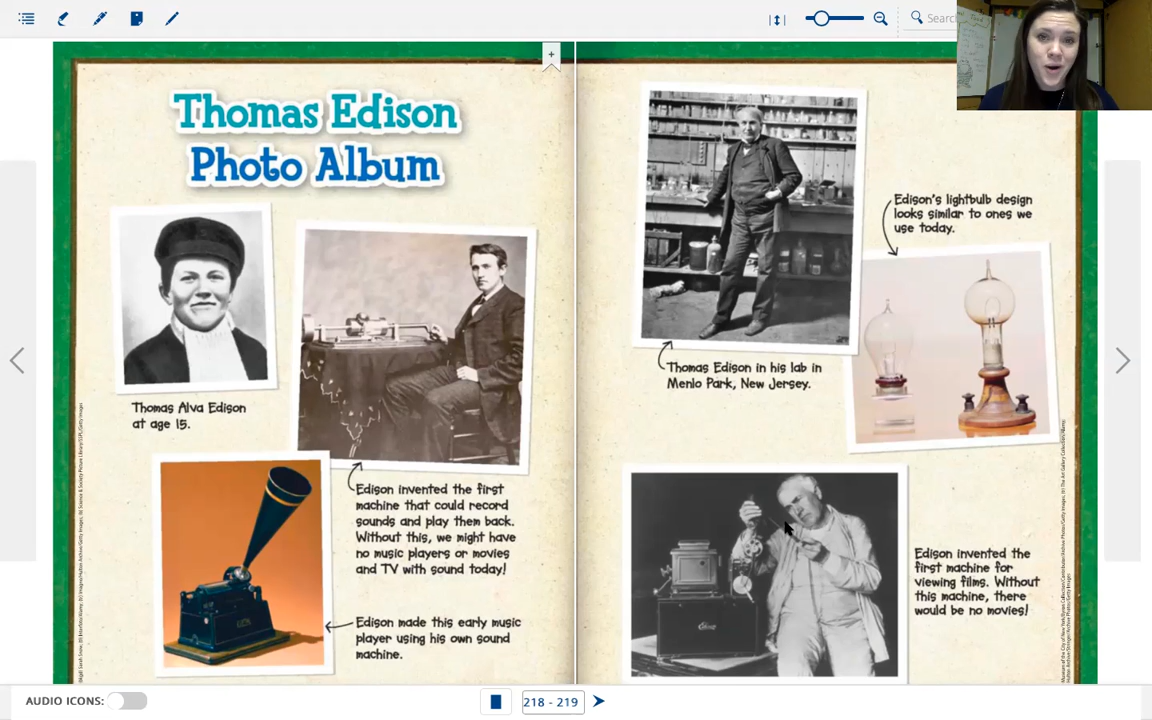 Search
Thomas Edison
Photo Album
Thomas Alva Edison
at age 15.
Edison invented the first
machine that could record
sounds and play them back.
Without this, we might have
no music players or movies
and TV with sound today!
Edison made this early music
player using his own sound
machine.
Thomas Edison in his lab in
Menlo Park, New Jersey.
Edison's lightbulb design
looks similar to ones we
use today.
Edison invented the
first machine for
viewing films. Without
this machine, there
would be no movies!
AUDIO ICONS:
218 - 219